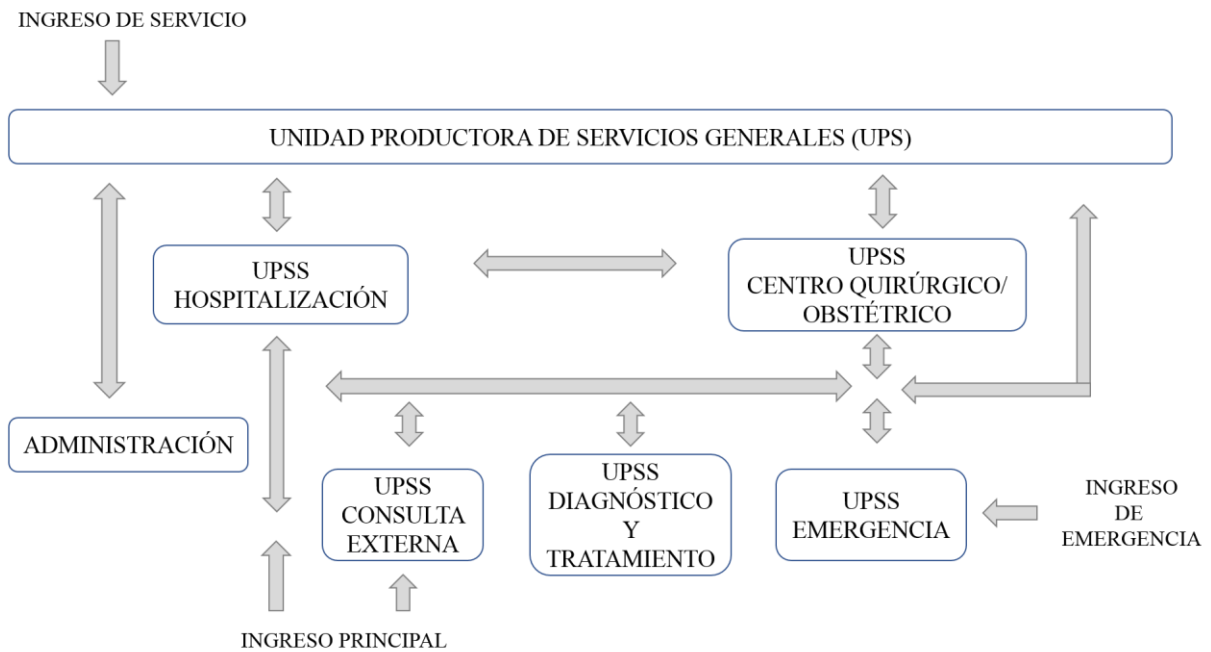 INGRESO DE SERVICIO
UNIDAD PRODUCTORA DE SERVICIOS GENERALES (UPS)
UPSS
HOSPITALIZACIÓN
UPSS
CENTRO QUIRÚRGICO/
OBSTÉTRICO
ADMINISTRACIÓN
UPSS
CONSULTA
EXTERNA
UPSS
DIAGNÓSTICO
Y
TRATAMIENTO
UPSS
EMERGENCIA
INGRESO
DE
EMERGENCIA
INGRESO PRINCIPAL